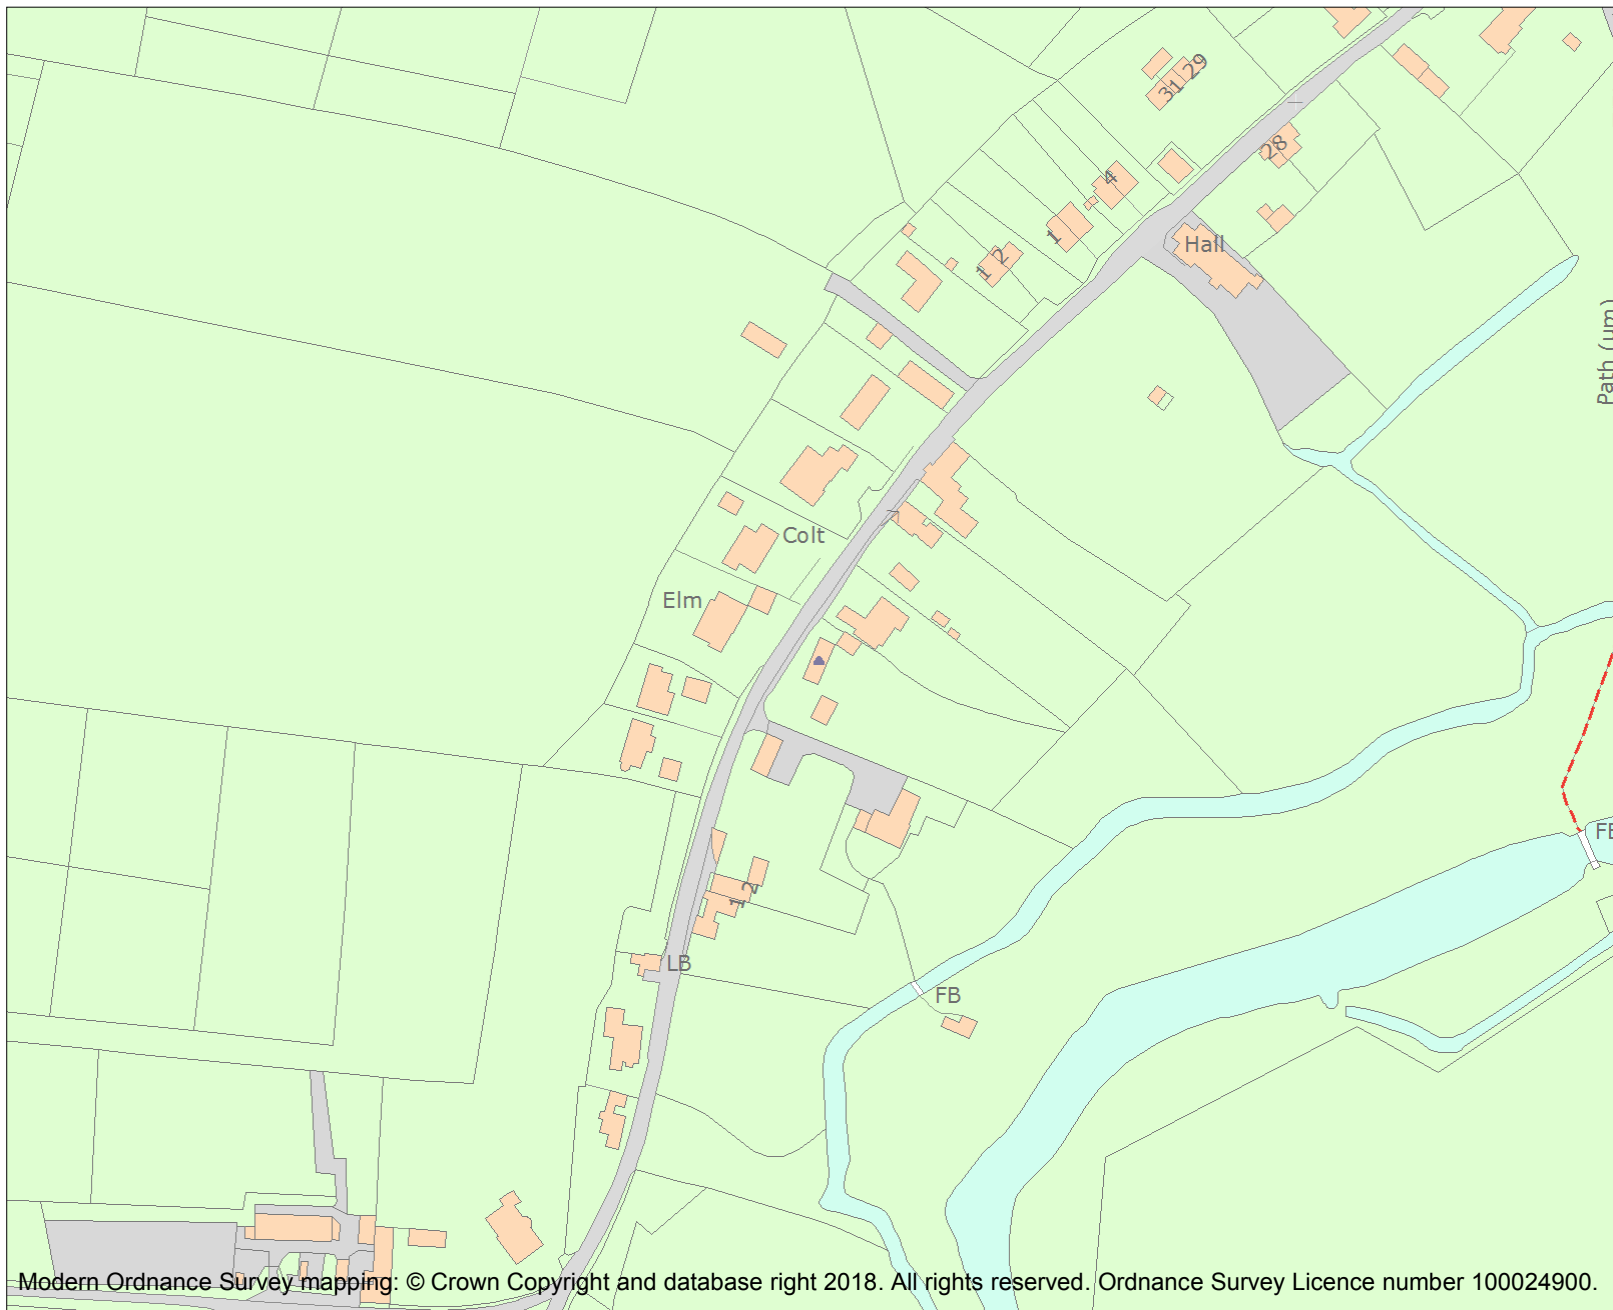 31 29
28
4
Hall
1
1 2
Path (um)
Colt
Elm
FB
1 2
LB
FB
Modern Ordnance Survey mapping: © Crown Copyright and database right 2018. All rights reserved. Ordnance Survey Licence number 100024900.